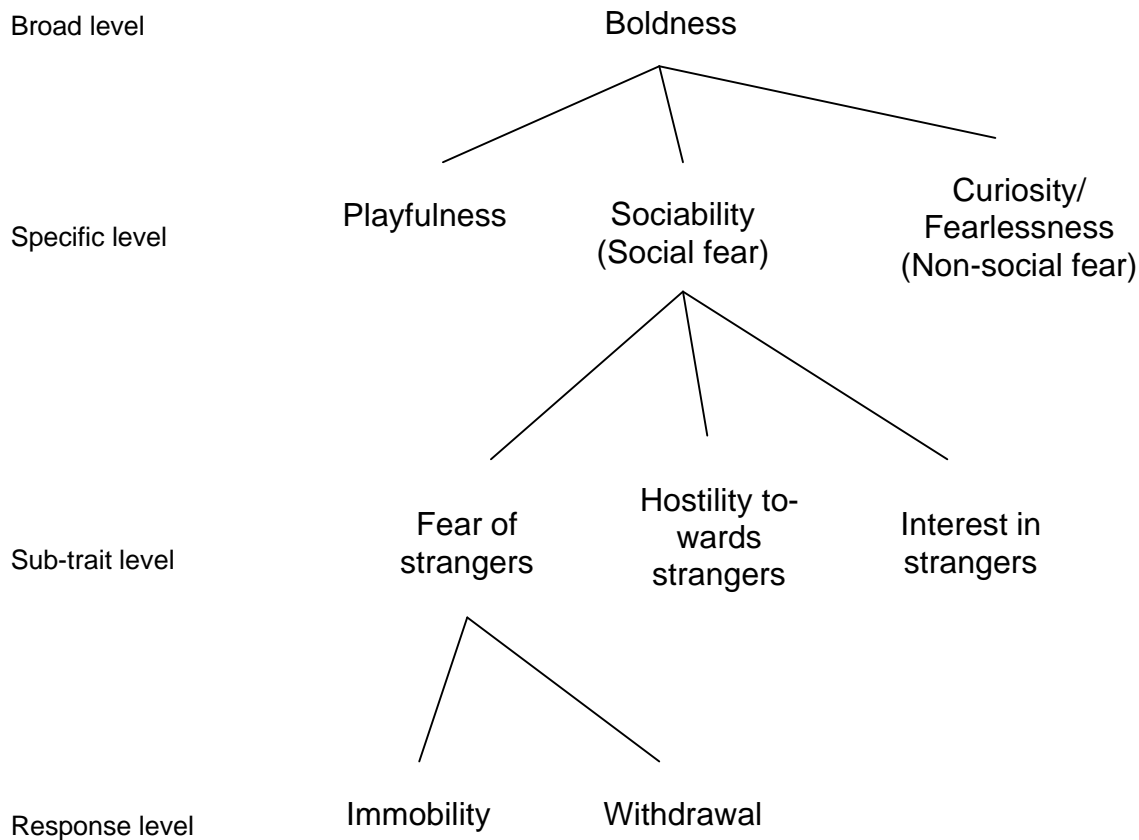 Broad level
Boldness
Playfulness
Sociability
(Social fear)
Curiosity/
Fearlessness
(Non-social fear)
Specific level
Fear of
strangers
Hostility to-
wards
strangers
Interest in
strangers
Sub-trait level
Immobility
Withdrawal
Response level